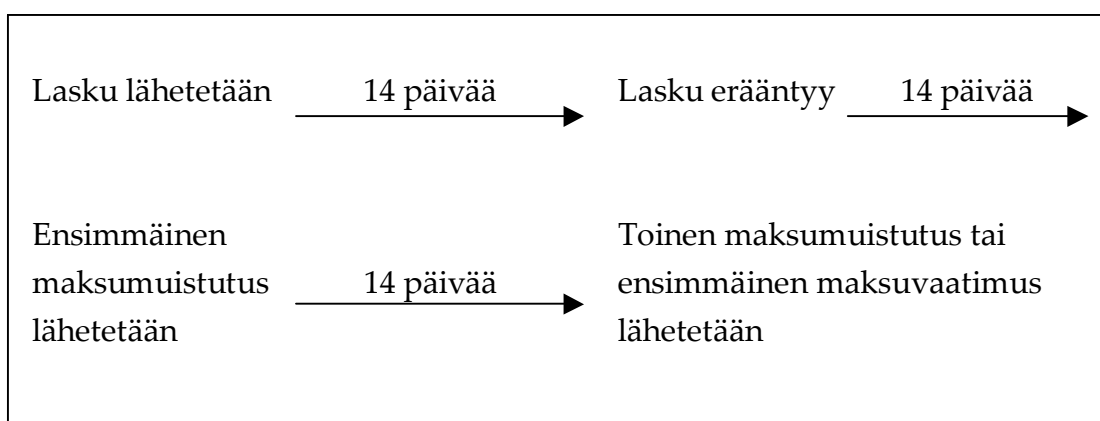 Lasku lähetetään 14 päivää Lasku erääntyy 14 päivää
Ensimmäinen
maksumuistutus
lähetetään
14 päivää
Toinen maksumuistutus tai
ensimmäinen maksuvaatimus
lähetetään